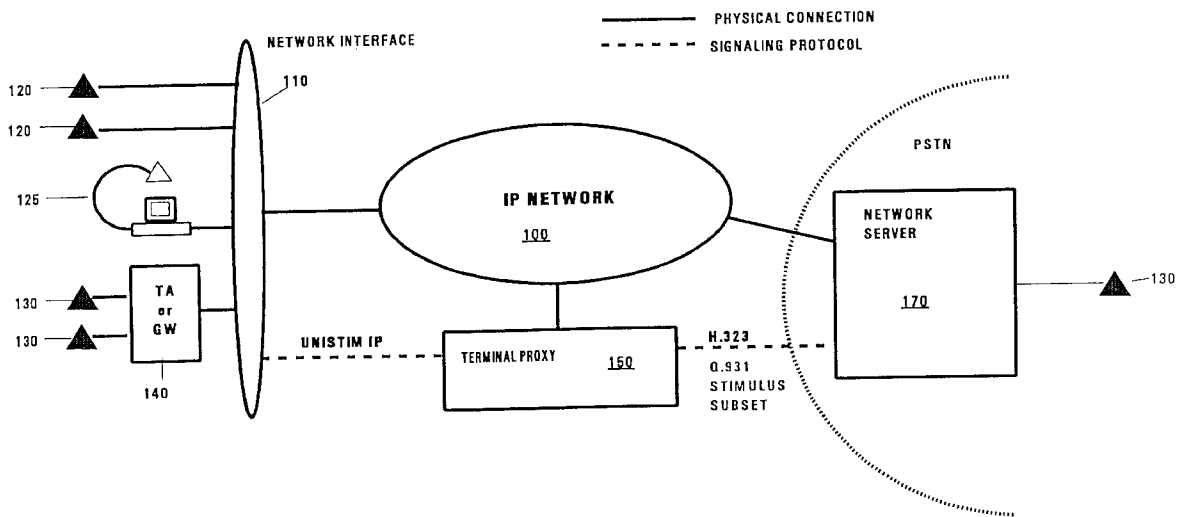 PHYSICAL CONNECTION
SIGNALING PROTOCOL
NETWORK INTERFACE
110
120
120
125
130
130
TA
or
GW
140
IP NETWORK
100
UNISTIM IP
TERMINAL PROXY
150
H.323
Q.931
STIMULUS
SUBSET
PSTN
NETWORK
SERVER
170
130